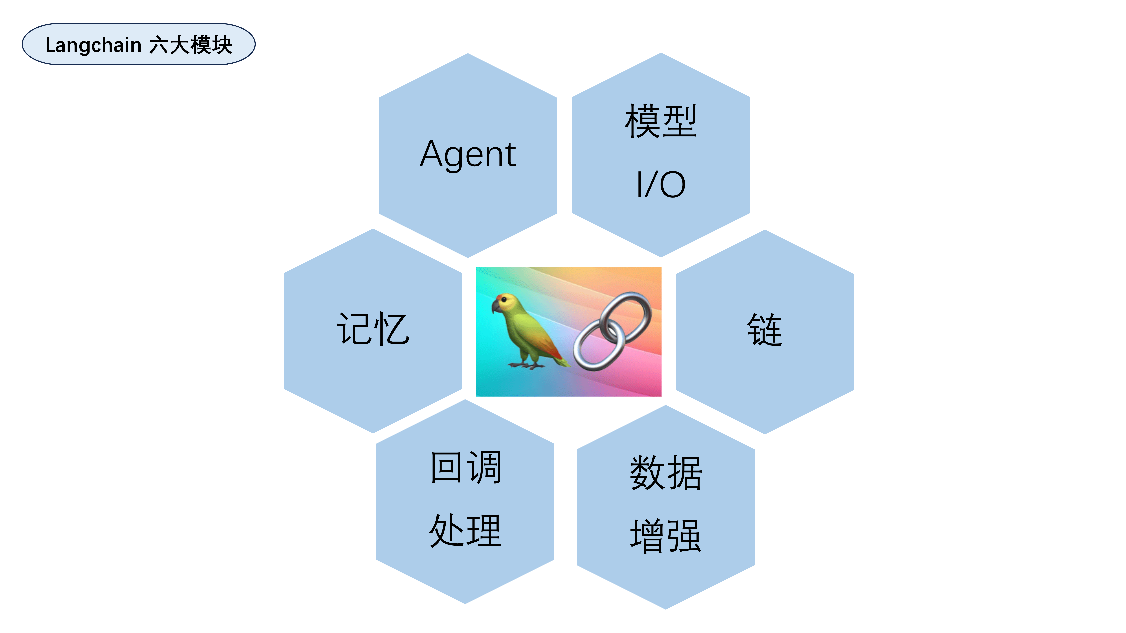 Langchain 六大模块
Agent
模型
I/O
记忆
链
回调
处理
数据
增强